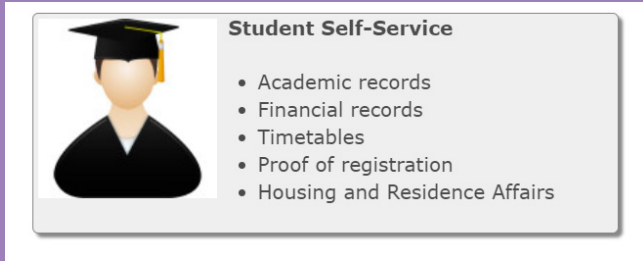 Student Self-Service
• Academic records
• Financial records
• Timetables
• Proof of registration
• Housing and Residence Affairs